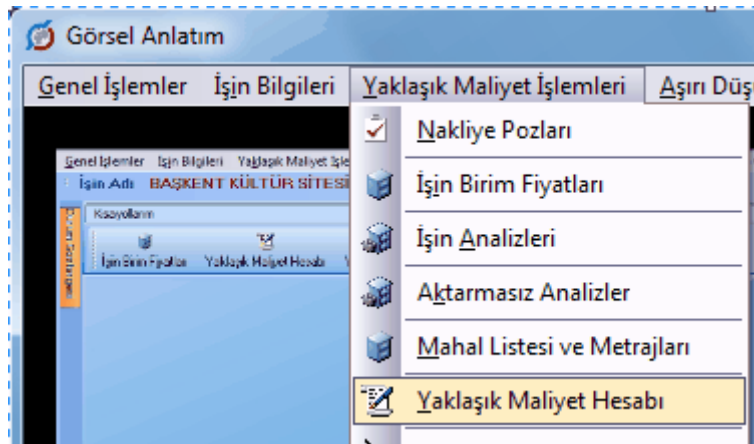 Görsel Anlatım
Genel İşlemler İşin Bilgileri Yaklaşık Maliyet İşlemleri Aşırı Düş
Nakliye Pozları
Genel İşlemler İşin Bilgileri Yaklaşık Maliyet İşle
İşin Adı BAŞKENT KÜLTÜR SİTESİ
İşin Birim Fiyatları
Kısayollarım
İşin Analizleri
İşin Birim Fiyatları Yaklaşık Maliyet Hesabı
Aktarmasız Analizler
Mahal Listesi ve Metrajları
Yaklaşık Maliyet Hesabı